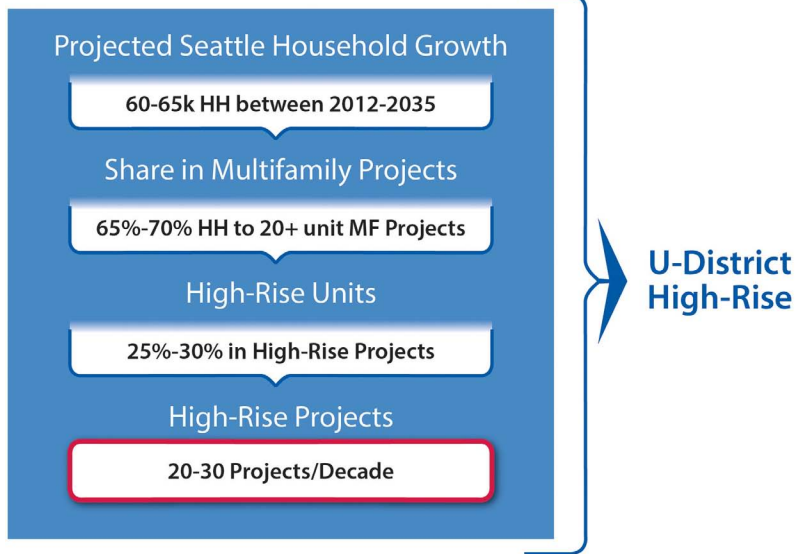 Projected Seattle Household Growth
60-65k HH between 2012-2035
Share in Multifamily Projects
65%-70% HH to 20+ unit MF Projects
High-Rise Units
25%-30% in High-Rise Projects
High-Rise Projects
20-30 Projects/Decade
U-District
High-Rise